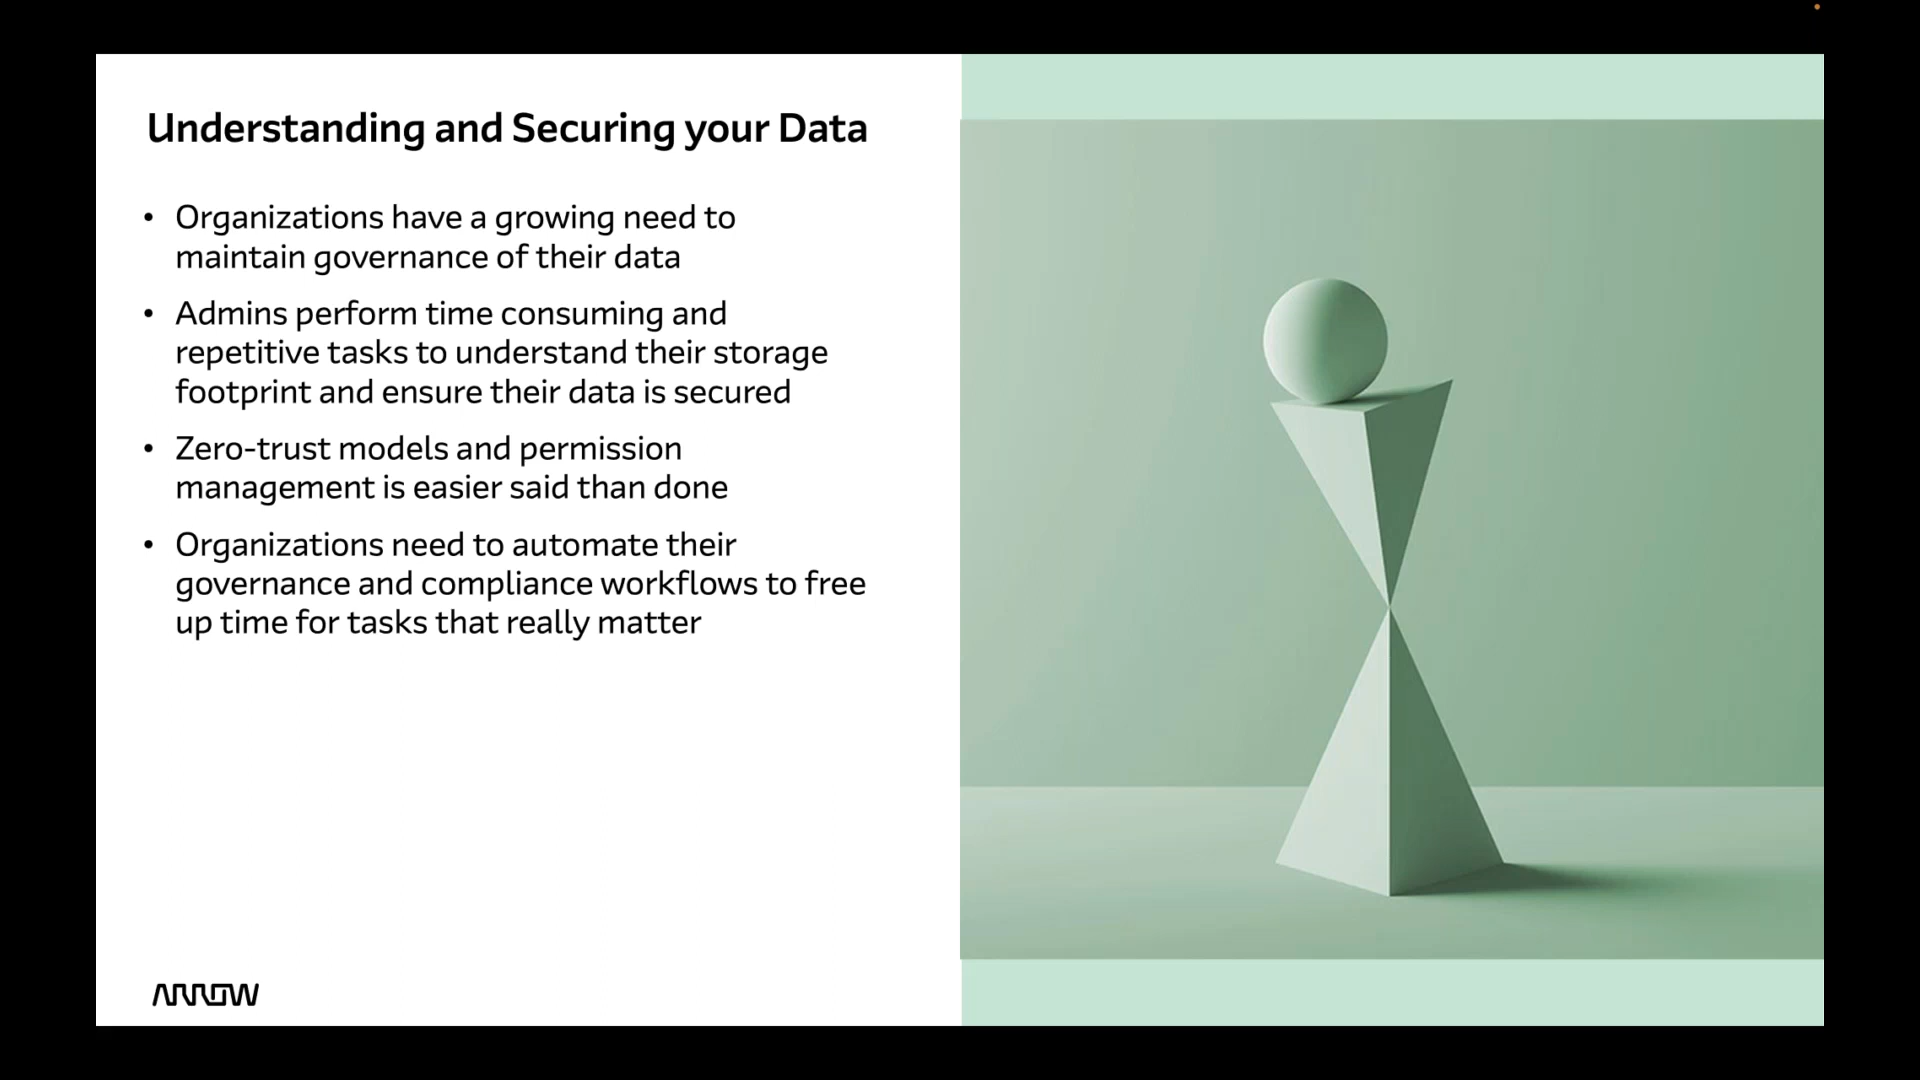 Understanding and Securing your Data
• Organizations have a growing need to
maintain governance of their data
• Admins perform time consuming and
repetitive tasks to understand their storage
footprint and ensure their data is secured
• Zero-trust models and permission
management is easier said than done
• Organizations need to automate their
governance and compliance workflows to free
up time for tasks that really matter
ARROW